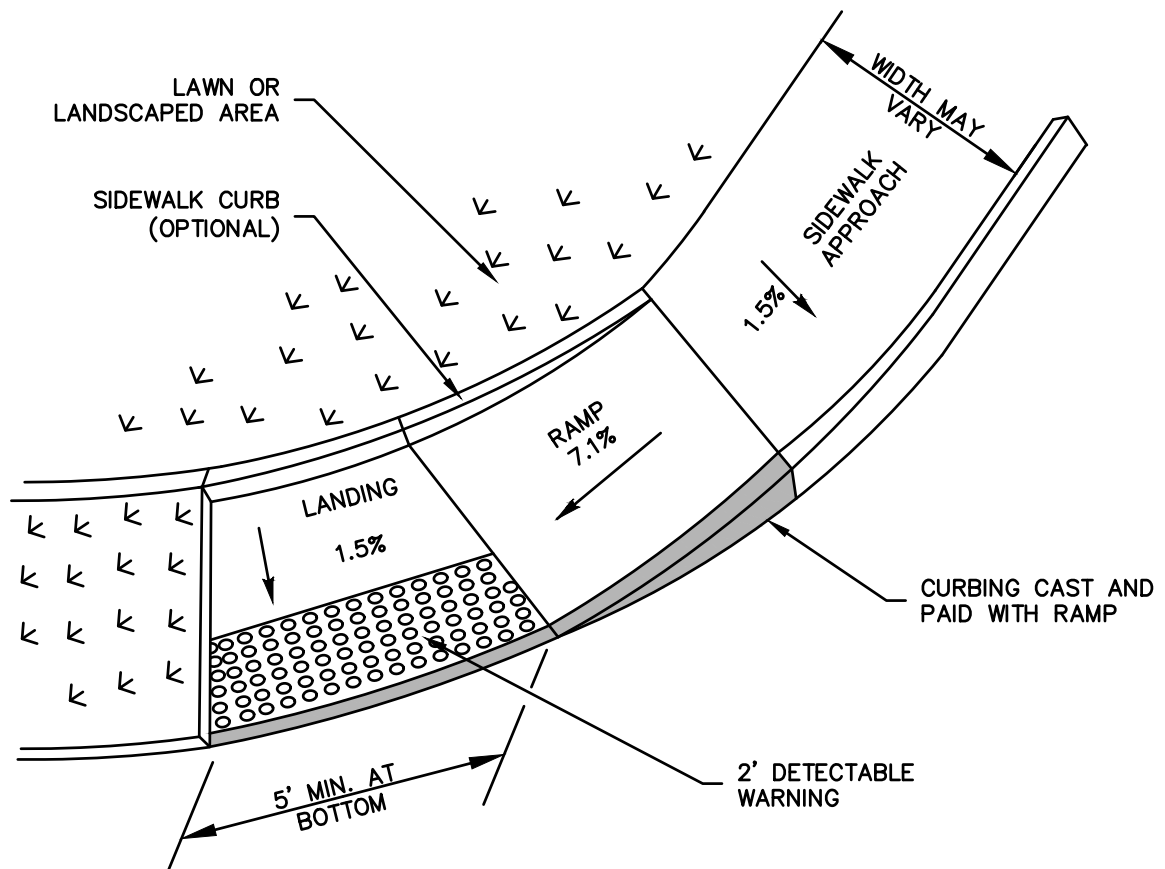 LAWN OR
LANDSCAPED AREA
WIDTH MAY
VARY
SIDEWALK CURB
(OPTIONAL)
SIDEWALK
APPROACH
1.5%
RAMP
7.1%
LANDING
1.5%
CURBING CAST AND
PAID WITH RAMP
2' DETECTABLE
WARNING
5' MIN. AT
BOTTOM